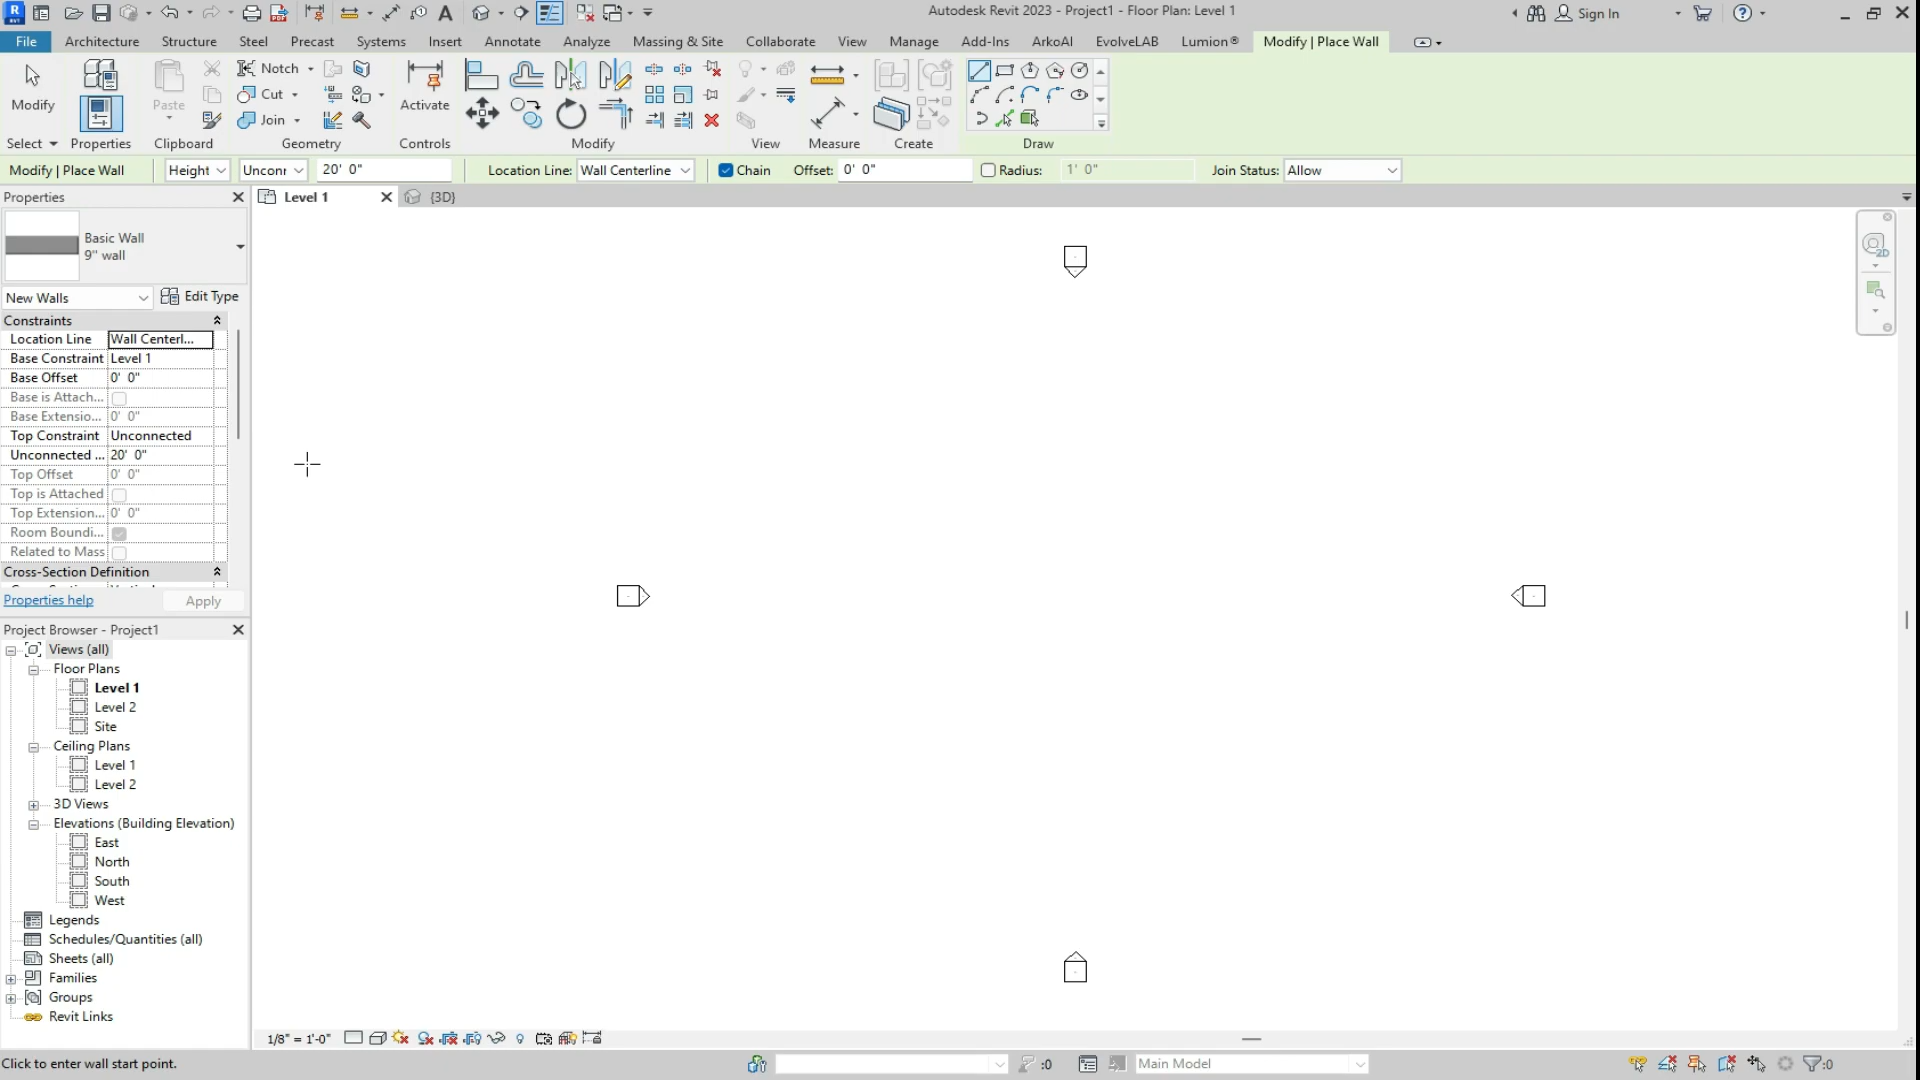 Autodesk Revit 2023 - Project1 - Floor Plan: Level 1
Sign In
File Architecture Structure Steel Precast Systems Insert Annotate Analyze Massing & Site Collaborate View Manage Add-Ins ArkoAI EvolveLAB Lumion® Modify | Place Wall
Modify
Paste
Notch
Cut
Join
Activate
Select Properties Clipboard Geometry Controls Modify View Measure Create Draw
Modify | Place Wall Height Unconr 20' 0" Location Line: Wall Centerline Chain Offset: 0' 0" Radius: 1' 0" Join Status: Allow
Properties
Level 1
{3D}
Basic Wall
9" wall
New Walls Edit Type
Constraints
Location Line Wall Centerl...
Base Constraint Level 1
Base Offset 0' 0"
Base is Attach...
Base Extensio... 0' 0"
Top Constraint Unconnected
Unconnected ... 20' 0"
Top Offset 0' 0"
Top is Attached
Top Extension... 0' 0"
Room Boundi...
Related to Mass
Cross-Section Definition
Properties help Apply
Project Browser - Project1
Views (all)
Floor Plans
Level 1
Level 2
Site
Ceiling Plans
Level 1
Level 2
3D Views
Elevations (Building Elevation)
East
North
South
West
Legends
Schedules/Quantities (all)
Sheets (all)
Families
Groups
Revit Links
1/8" = 1'-0"
Click to enter wall start point.
:0
Main Model
:0